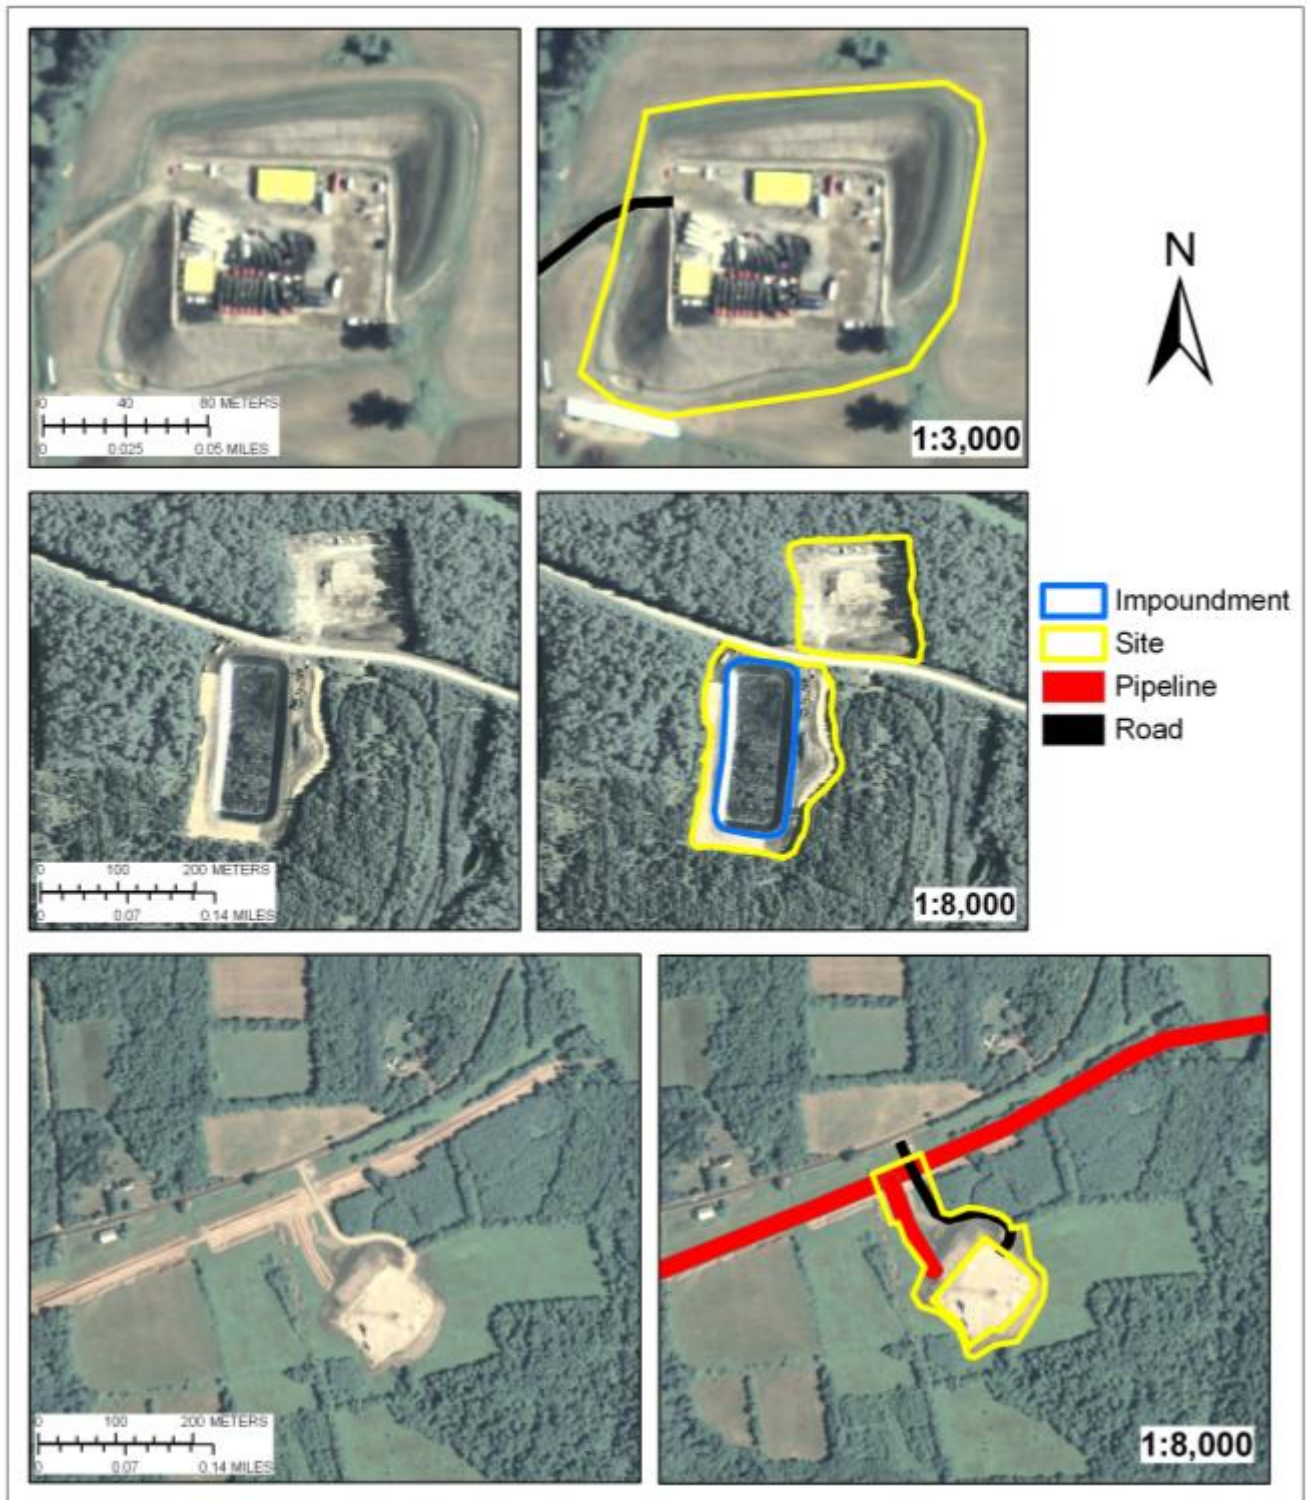 0 40 80 METERS
0 0.025 0.05 MILES
1:3,000
N
0 100 200 METERS
0 0.07 0.14 MILES
1:8,000
Impoundment
Site
Pipeline
Road
0 100 200 METERS
0 0.07 0.14 MILES
1:8,000